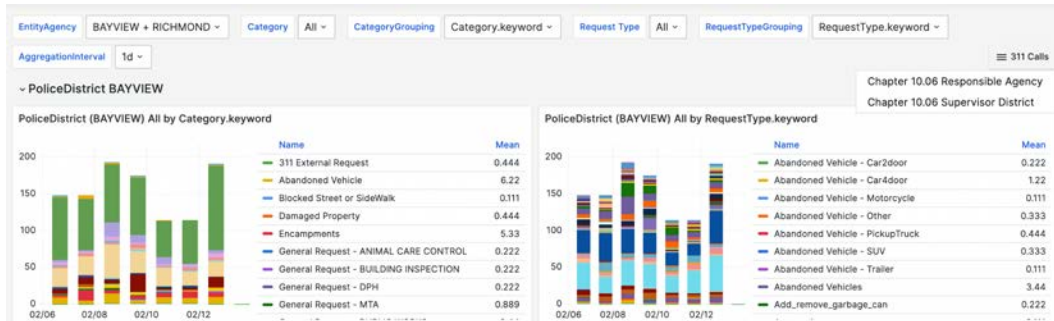 EntityAgency BAYVIEW + RICHMOND Category All CategoryGrouping Category.keyword Request Type All RequestTypeGrouping RequestType.keyword
AggregationInterval 1d 311 Calls
Chapter 10.06 Responsible Agency
Chapter 10.06 Supervisor District
PoliceDistrict BAYVIEW
PoliceDistrict (BAYVIEW) All by Category.keyword
Name Mean
311 External Request 0.444
Abandoned Vehicle 6.22
Blocked Street or SideWalk 0.111
Damaged Property 0.444
Encampments 5.33
General Request - ANIMAL CARE CONTROL 0.222
General Request - BUILDING INSPECTION 0.222
General Request - DPH 0.222
General Request - MTA 0.889
200
150
100
50
0
02/06 02/08 02/10 02/12
PoliceDistrict (BAYVIEW) All by RequestType.keyword
Name Mean
Abandoned Vehicle - Car2door 0.222
Abandoned Vehicle - Car4door 1.22
Abandoned Vehicle - Motorcycle 0.111
Abandoned Vehicle - Other 0.333
Abandoned Vehicle - PickupTruck 0.444
Abandoned Vehicle - SUV 0.333
Abandoned Vehicle - Trailer 0.111
Abandoned Vehicles 3.44
Add_remove_garbage_can 0.222
200
150
100
50
0
02/06 02/08 02/10 02/12